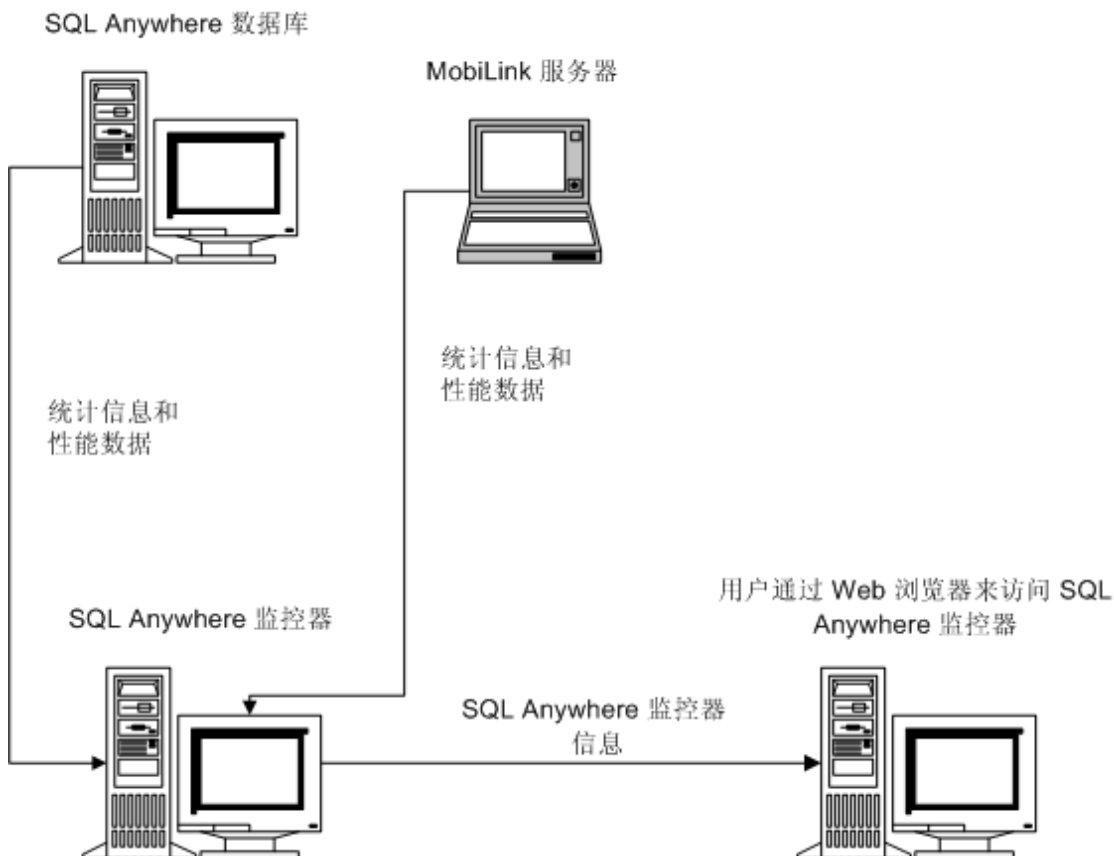 SQL Anywhere 数据库
MobiLink 服务器
统计信息和
性能数据
统计信息和
性能数据
用户通过 Web 浏览器来访问 SQL
Anywhere 监控器
SQL Anywhere 监控器
SQL Anywhere 监控器
信息